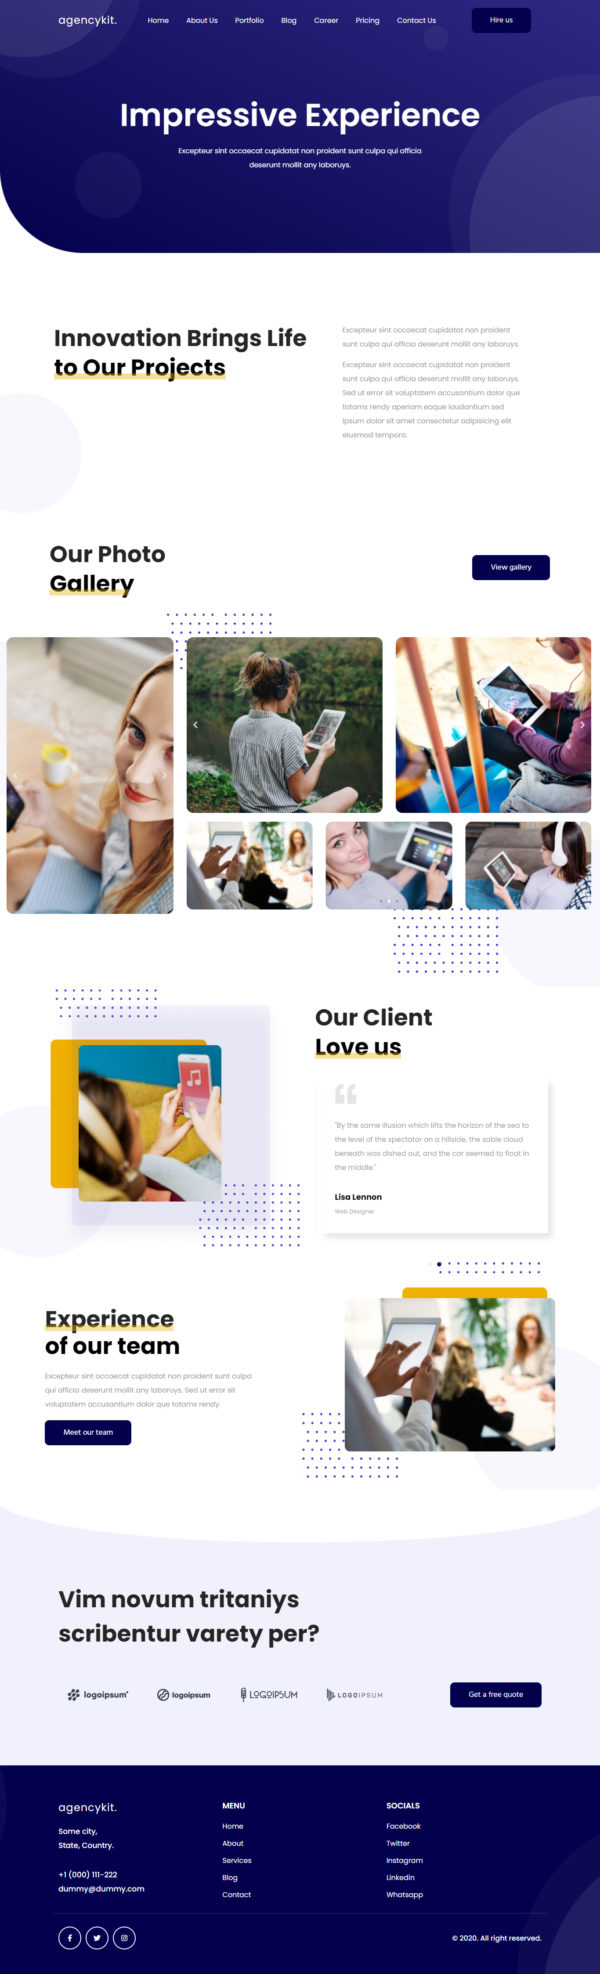 agencykit.
Home
About Us
Portfolio
Blog
Career
Pricing
Contact Us
Hire us
Impressive Experience
Excepteur sint occaecat cupidatat non proident sunt culpa qui officia
deserunt mollit any laboruys.
Innovation Brings Life
to Our Projects
Excepteur sint occaecat cupidatat non proident
sunt culpa qui officia deserunt mollit any laboruys.
Excepteur sint occaecat cupidatat non proident
sunt culpa qui officia deserunt mollit any laboruys.
Sed ut error sit voluptatem accusantium dolor que
totams rendy aperiam eaque laudantium sed
ipsum dolor sit amet consectetur adipisicing elit
eiusmod tempora.
Our Photo
Gallery
View gallery
Our Client
Love us
"By the same illusion which lifts the horizon of the sea to
the level of the spectator on a hillside, the sable cloud
beneath was dished out, and the car seemed to float in
the middle."
Lisa Lennon
Web Designer
Experience
of our team
Excepteur sint occaecat cupidatat non proident sunt culpa
qui officia deserunt mollit any laboruys. Sed ut error sit
voluptatem accusantium dolor que totams rendy.
Meet our team
Vim novum tritaniys
scribentur varety per?
logoipsum
logoipsum
LOGOIPSUM
LOGOIPSUM
Get a free quote
agencykit.
Some city,
State, Country.
+1 (000) 111-222
dummy@dummy.com
MENU
Home
About
Services
Blog
Contact
SOCIALS
Facebook
Twitter
Instagram
Linkedin
Whatsapp
© 2020. All right reserved.